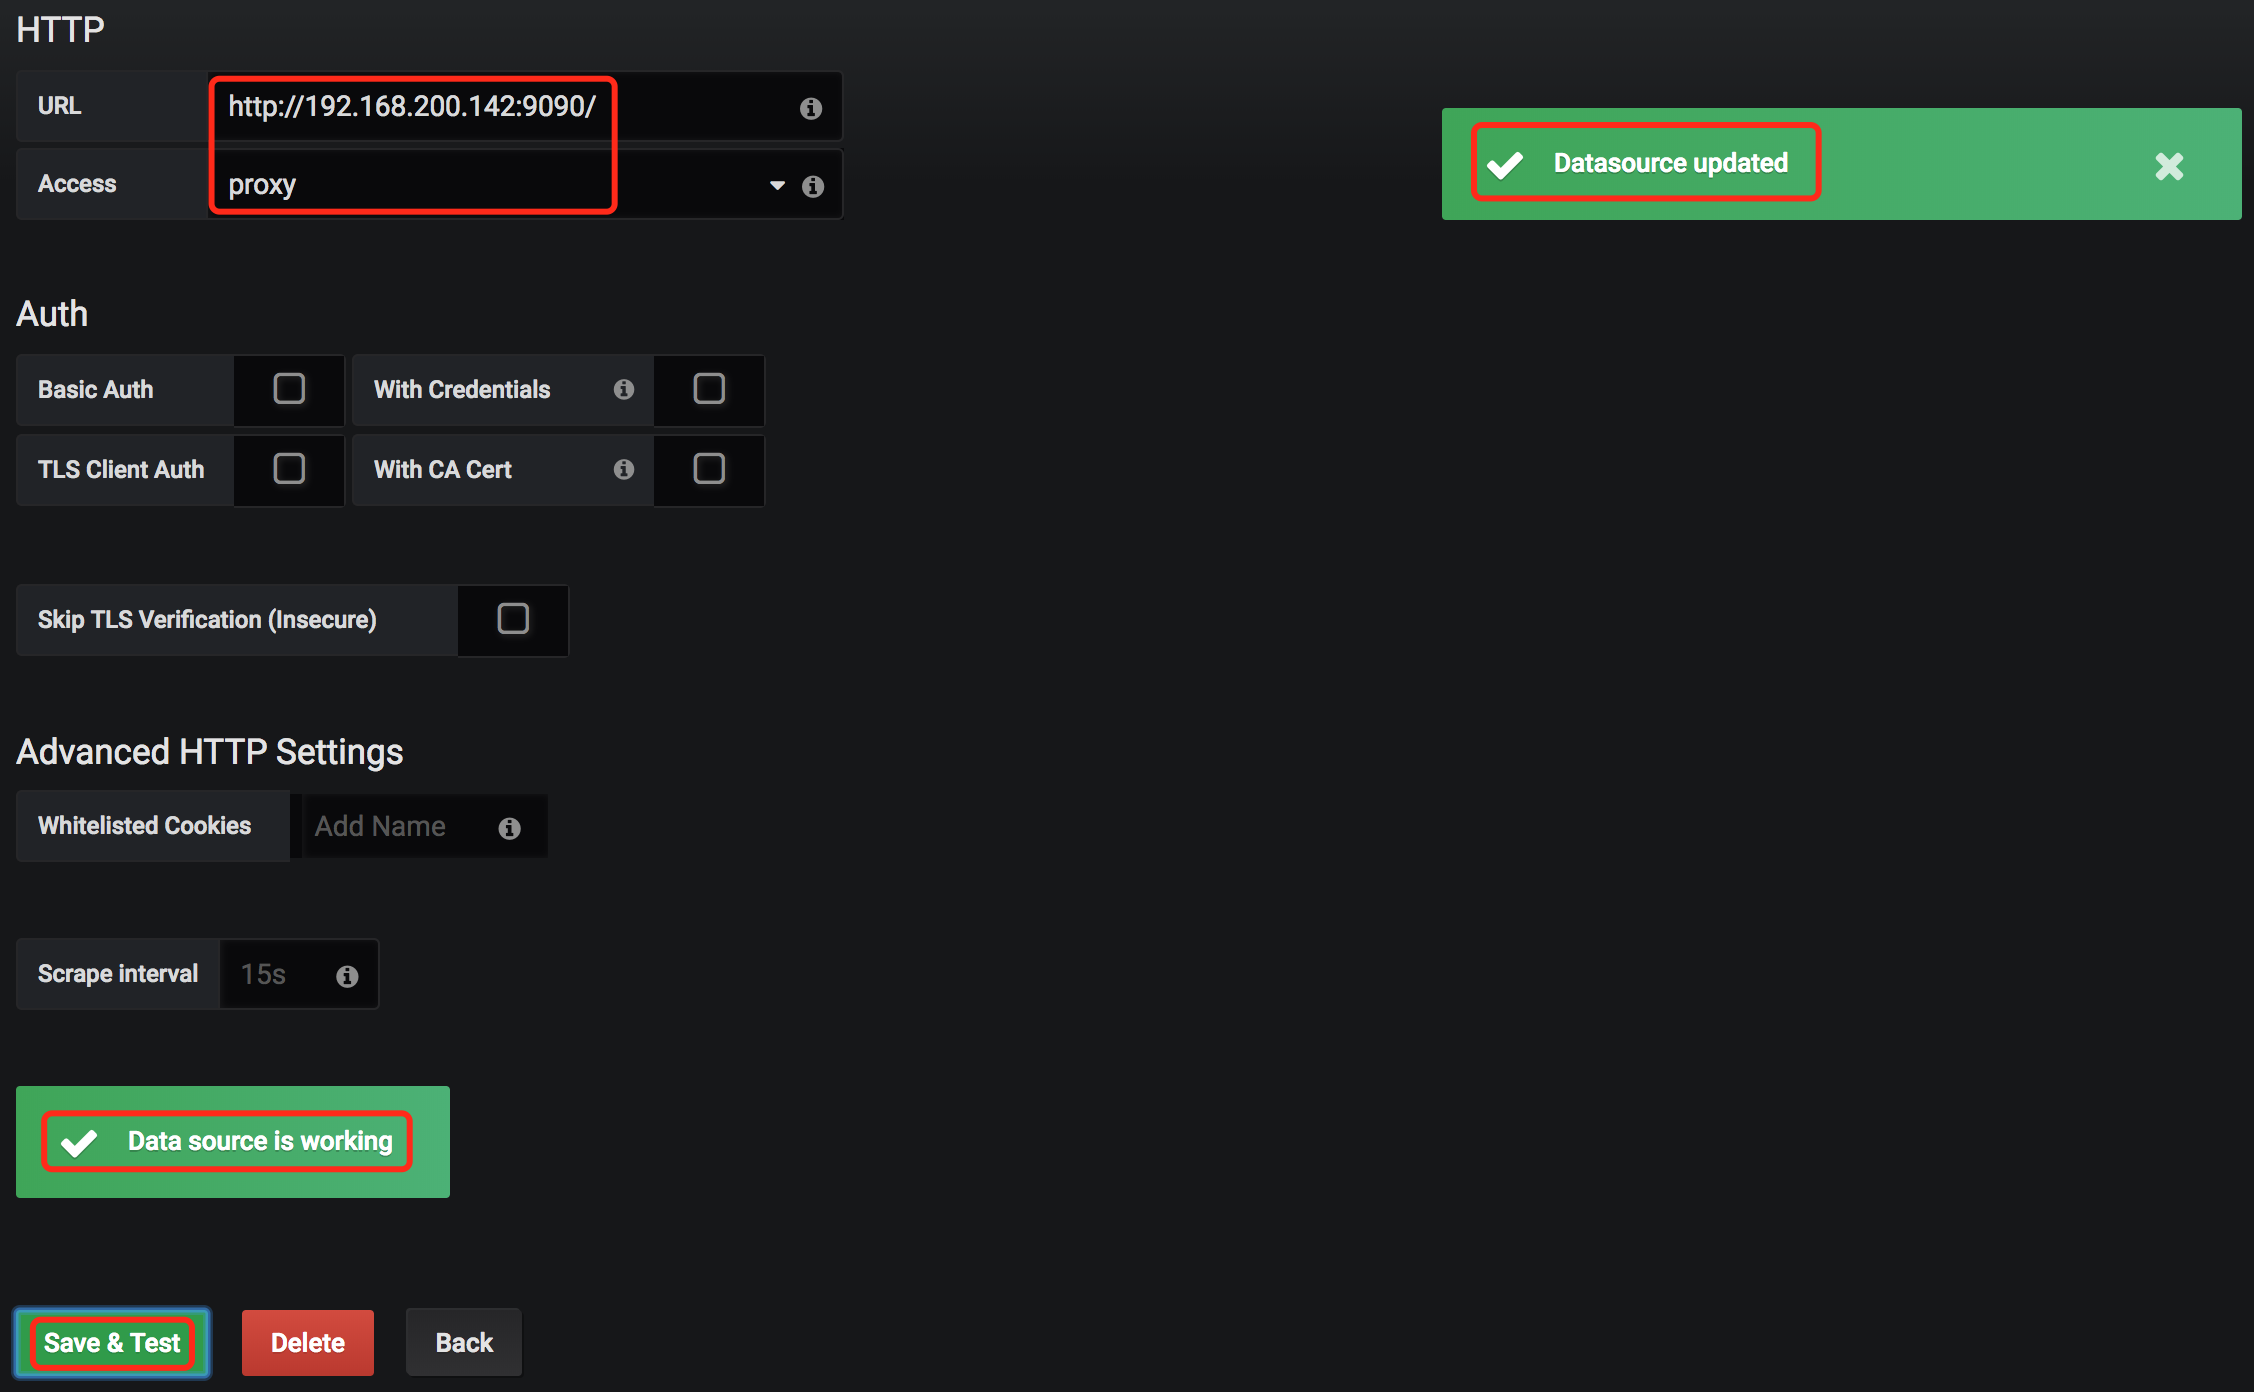 HTTP
URL http://192.168.200.142:9090/
Access proxy
Datasource updated
Auth
Basic Auth With Credentials
TLS Client Auth With CA Cert
Skip TLS Verification (Insecure)
Advanced HTTP Settings
Whitelisted Cookies Add Name
Scrape interval 15s
Data source is working
Save & Test Delete Back